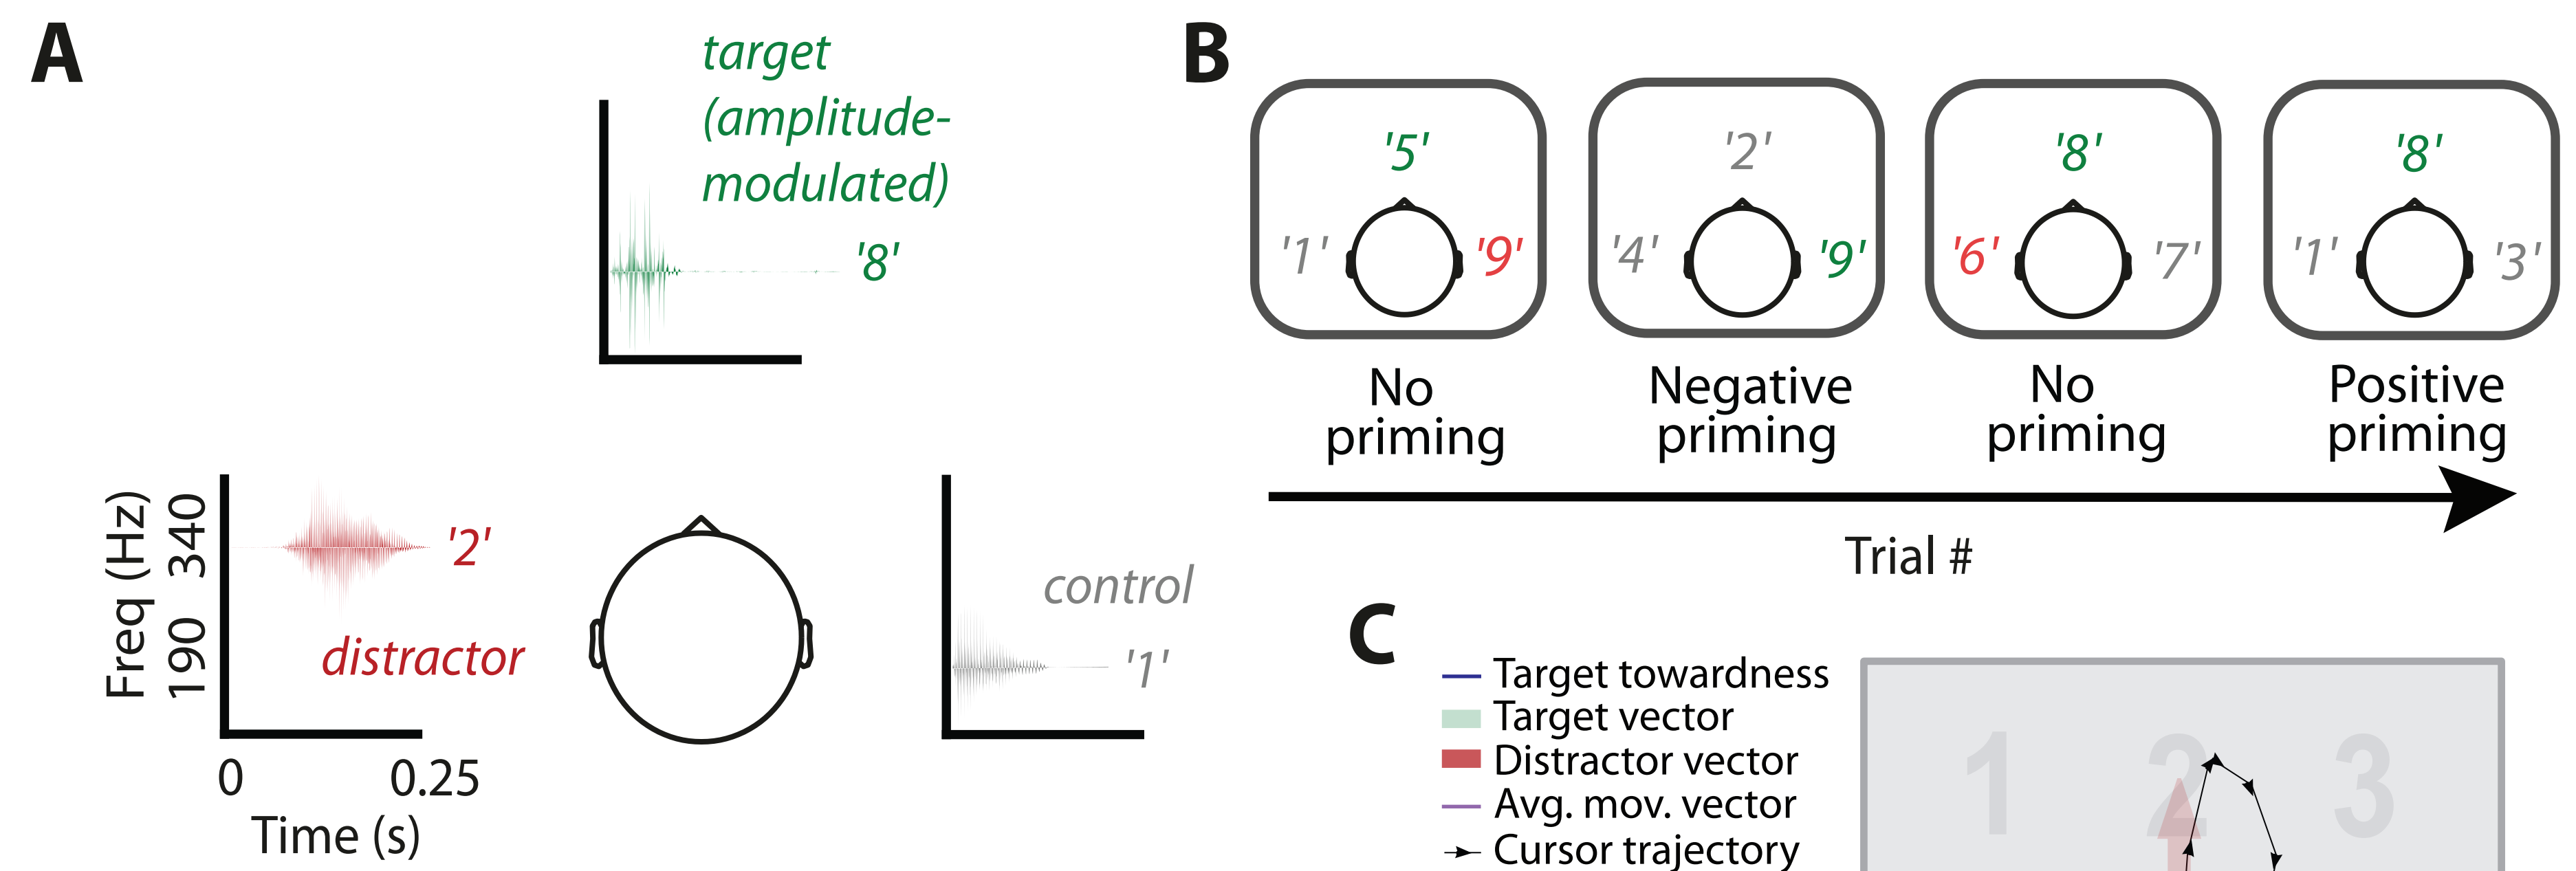 A
target
(amplitude-
modulated)
'8'
Freq (Hz)
190 340
'2'
distractor
control
'1'
0 0.25
Time (s)
B
'5'
'1' '9'
No
priming
'2'
'4' '9'
Negative
priming
'8'
'6' '7'
No
priming
'8'
'1' '3'
Positive
priming
Trial #
C
Target towardness
Target vector
Distractor vector
Avg. mov. vector
Cursor trajectory
1 2 3